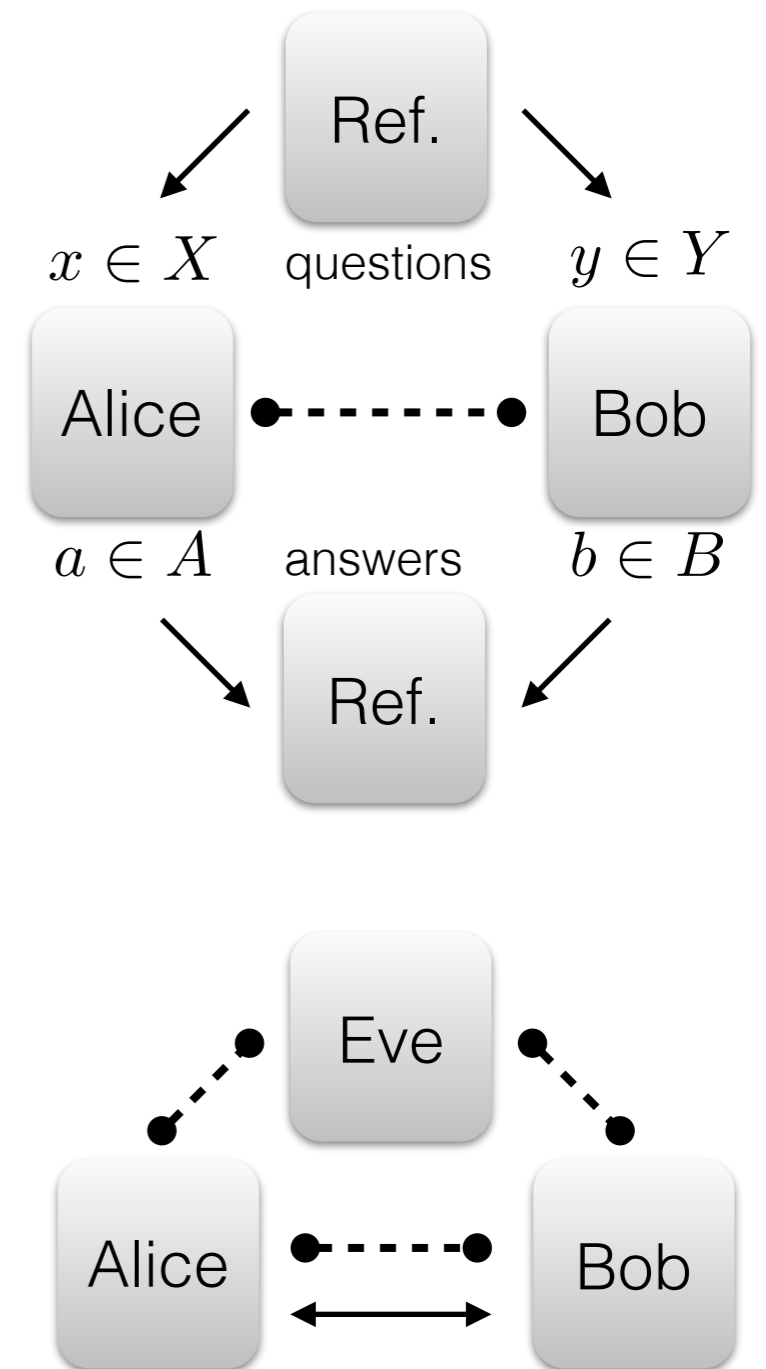 Ref.
x ∈ X questions y ∈ Y
Alice Bob
a ∈ A answers b ∈ B
Ref.
Eve
Alice Bob